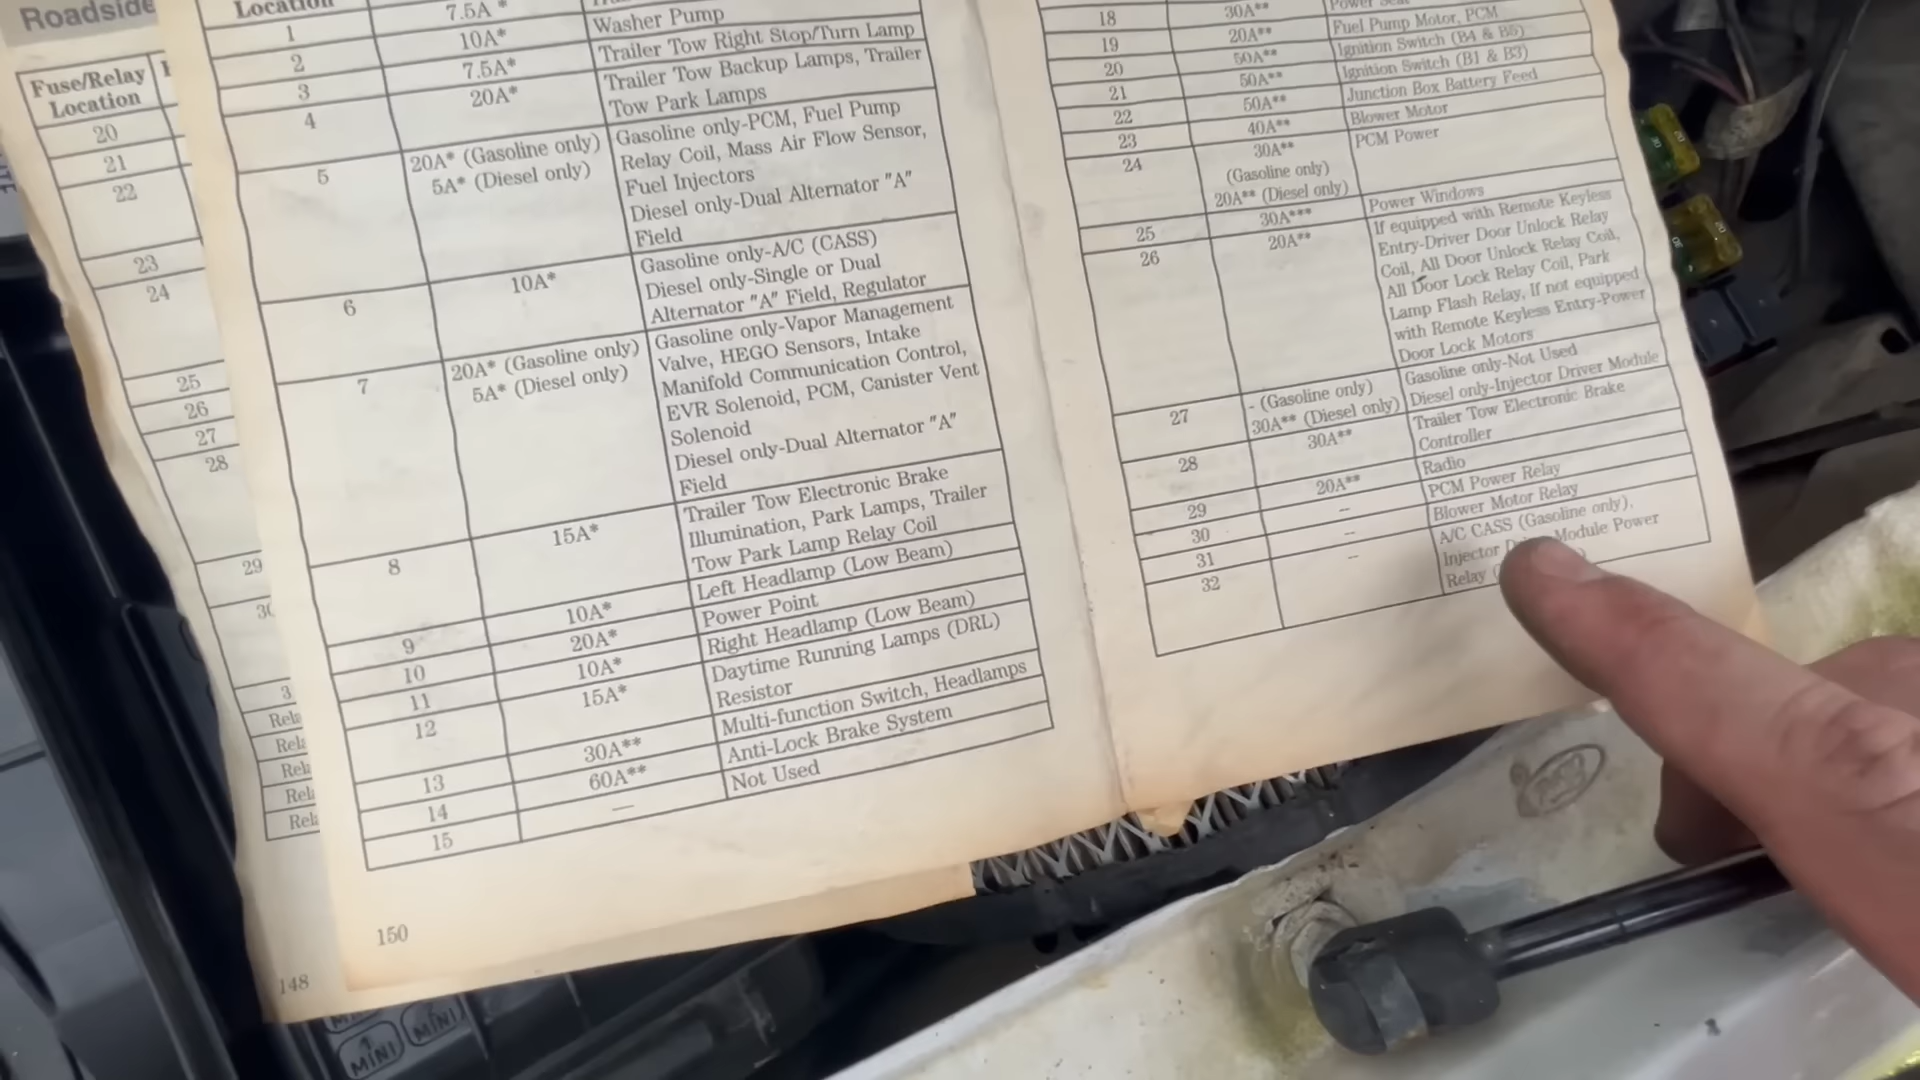 Roadside
Fuse/Relay
Location
20
21
22
23
24
25
26
27
28
29
30
3
Rela
Rela
Rela
Rela
Rela
148
Location
1 7.5A*
2 10A* Washer Pump
3 7.5A* Trailer Tow Right Stop/Turn Lamp
4 20A* Trailer Tow Backup Lamps, Trailer
Tow Park Lamps
5 20A* (Gasoline only) Gasoline only-PCM, Fuel Pump
5A* (Diesel only) Relay Coil, Mass Air Flow Sensor,
Fuel Injectors
Diesel only-Dual Alternator "A"
Field
6 10A* Gasoline only-A/C (CASS)
Diesel only-Single or Dual
Alternator "A" Field, Regulator
7 20A* (Gasoline only) Gasoline only-Vapor Management
5A* (Diesel only) Valve, HEGO Sensors, Intake
Manifold Communication Control,
EVR Solenoid, PCM, Canister Vent
Solenoid
Diesel only-Dual Alternator "A"
Field
8 15A* Trailer Tow Electronic Brake
Illumination, Park Lamps, Trailer
Tow Park Lamp Relay Coil
9 10A* Left Headlamp (Low Beam)
10 20A* Power Point
11 10A* Right Headlamp (Low Beam)
12 15A* Daytime Running Lamps (DRL)
Resistor
13 30A** Multi-function Switch, Headlamps
14 60A** Anti-Lock Brake System
15 — Not Used
150
18 30A** Power Seat
19 20A** Fuel Pump Motor, PCM
20 50A** Ignition Switch (B4 & B5)
21 50A** Ignition Switch (B1 & B3)
22 50A** Junction Box Battery Feed
23 40A** Blower Motor
24 30A** PCM Power
(Gasoline only)
20A** (Diesel only)
25 30A*** Power Windows
26 20A** If equipped with Remote Keyless
Entry-Driver Door Unlock Relay
Coil, All Door Unlock Relay Coil,
All Door Lock Relay Coil, Park
Lamp Flash Relay, If not equipped
with Remote Keyless Entry-Power
Door Lock Motors
27 - (Gasoline only) Gasoline only-Not Used
30A** (Diesel only) Diesel only-Injector Driver Module
28 30A** Trailer Tow Electronic Brake
Controller
29 20A** Radio
30 – PCM Power Relay
31 – Blower Motor Relay
32 – A/C CASS (Gasoline only),
Injector Module Power
Relay
MINI
MINI
20
20